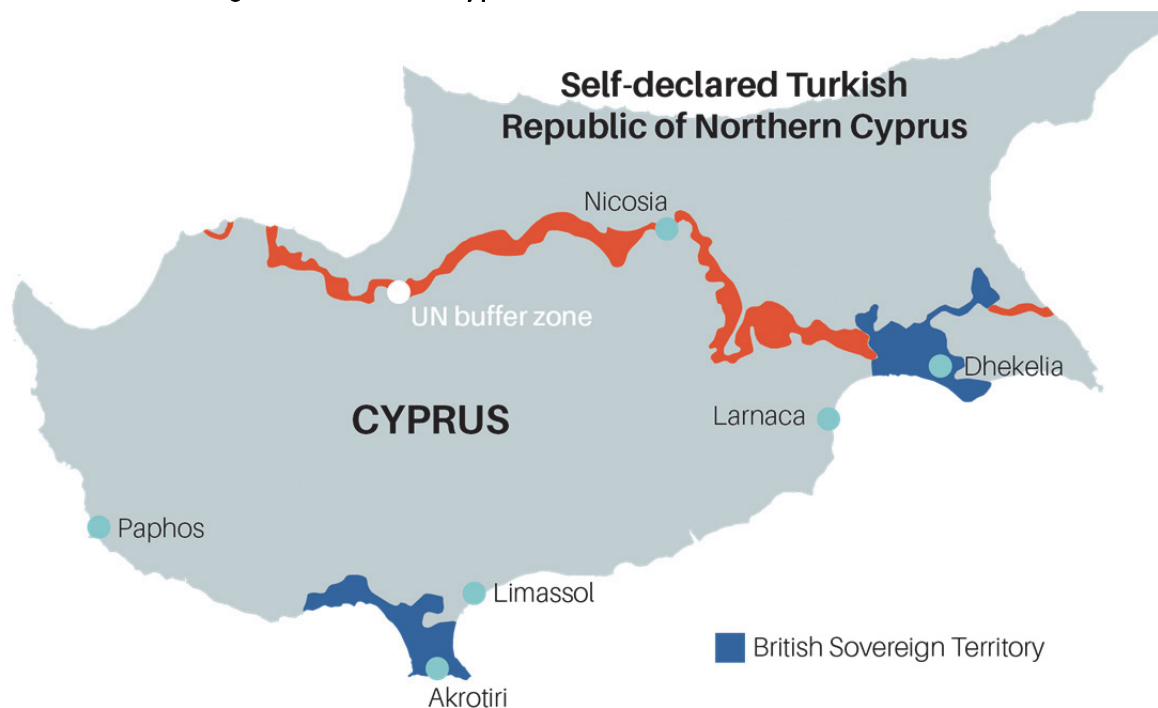 Self-declared Turkish
Republic of Northern Cyprus
Nicosia
UN buffer zone
Dhekelia
CYPRUS
Larnaca
Paphos
Limassol
British Sovereign Territory
Akrotiri